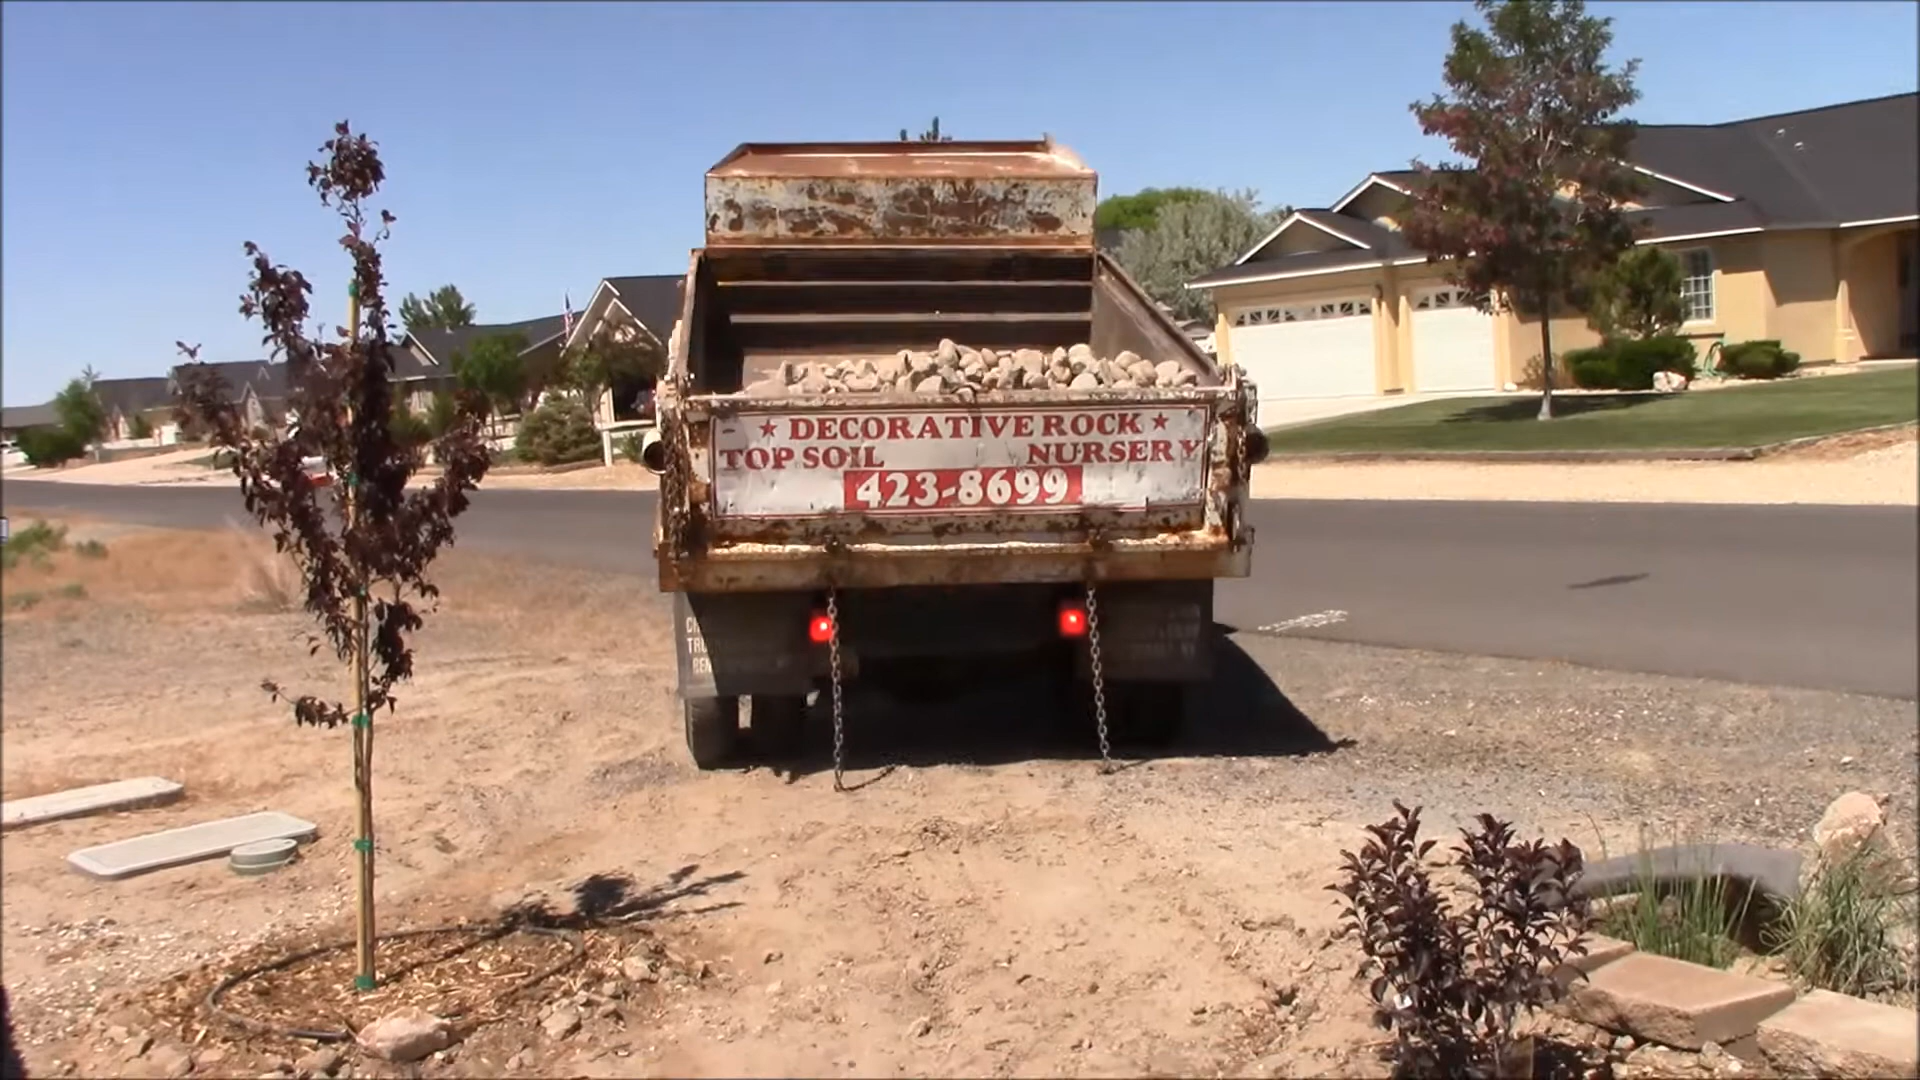 ★ DECORATIVE ROCK ★
TOP SOIL NURSERY
423-8699